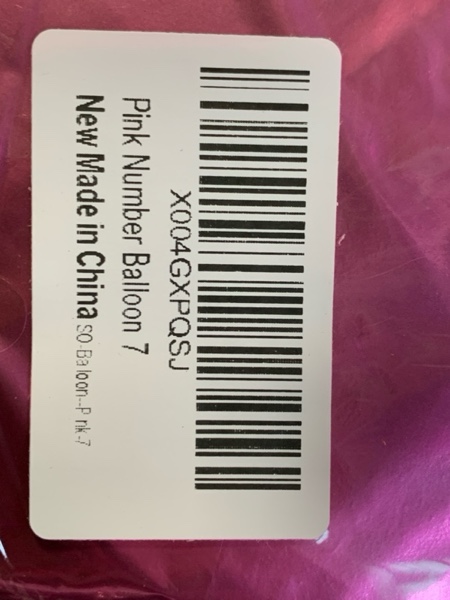 X004GXPQSJ
Pink Number Balloon 7
New Made in China SO-Balloon--Pink-7